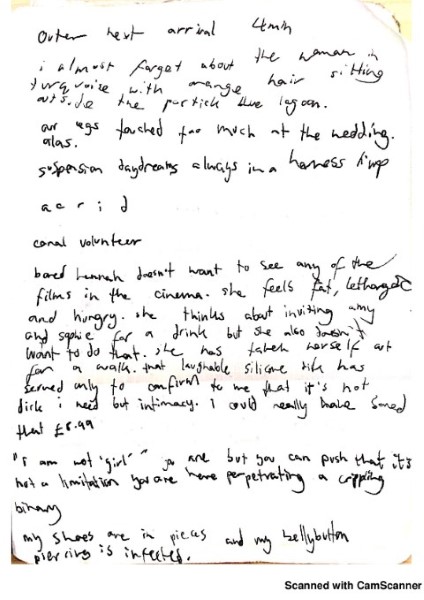 outer next arrival 4min
i almost forget about the woman in
turquoise with orange hair sitting
outside the partick blue lagoon.
our legs touched too much at the wedding.
alas.
suspension daydreams always in a harness limp
a c r i d
canal volunteer
bored hannah doesn't want to see any of the
films in the cinema. she feels fat, lethargic
and hungry. she thinks about inviting amy
and sophie for a drink but she also doesn't
want to do that. she has taken herself out
for a walk. that laughable silicone dick has
served only to confirm to me that it's not
dick i need but intimacy. i could really have saved
that £8.99
"i am not 'girl'" you are but you can push that it's
not a limitation you are here perpetrating a crippling
binary
my shoes are in pieces and my bellybutton
piercing is infected.
Scanned with CamScanner